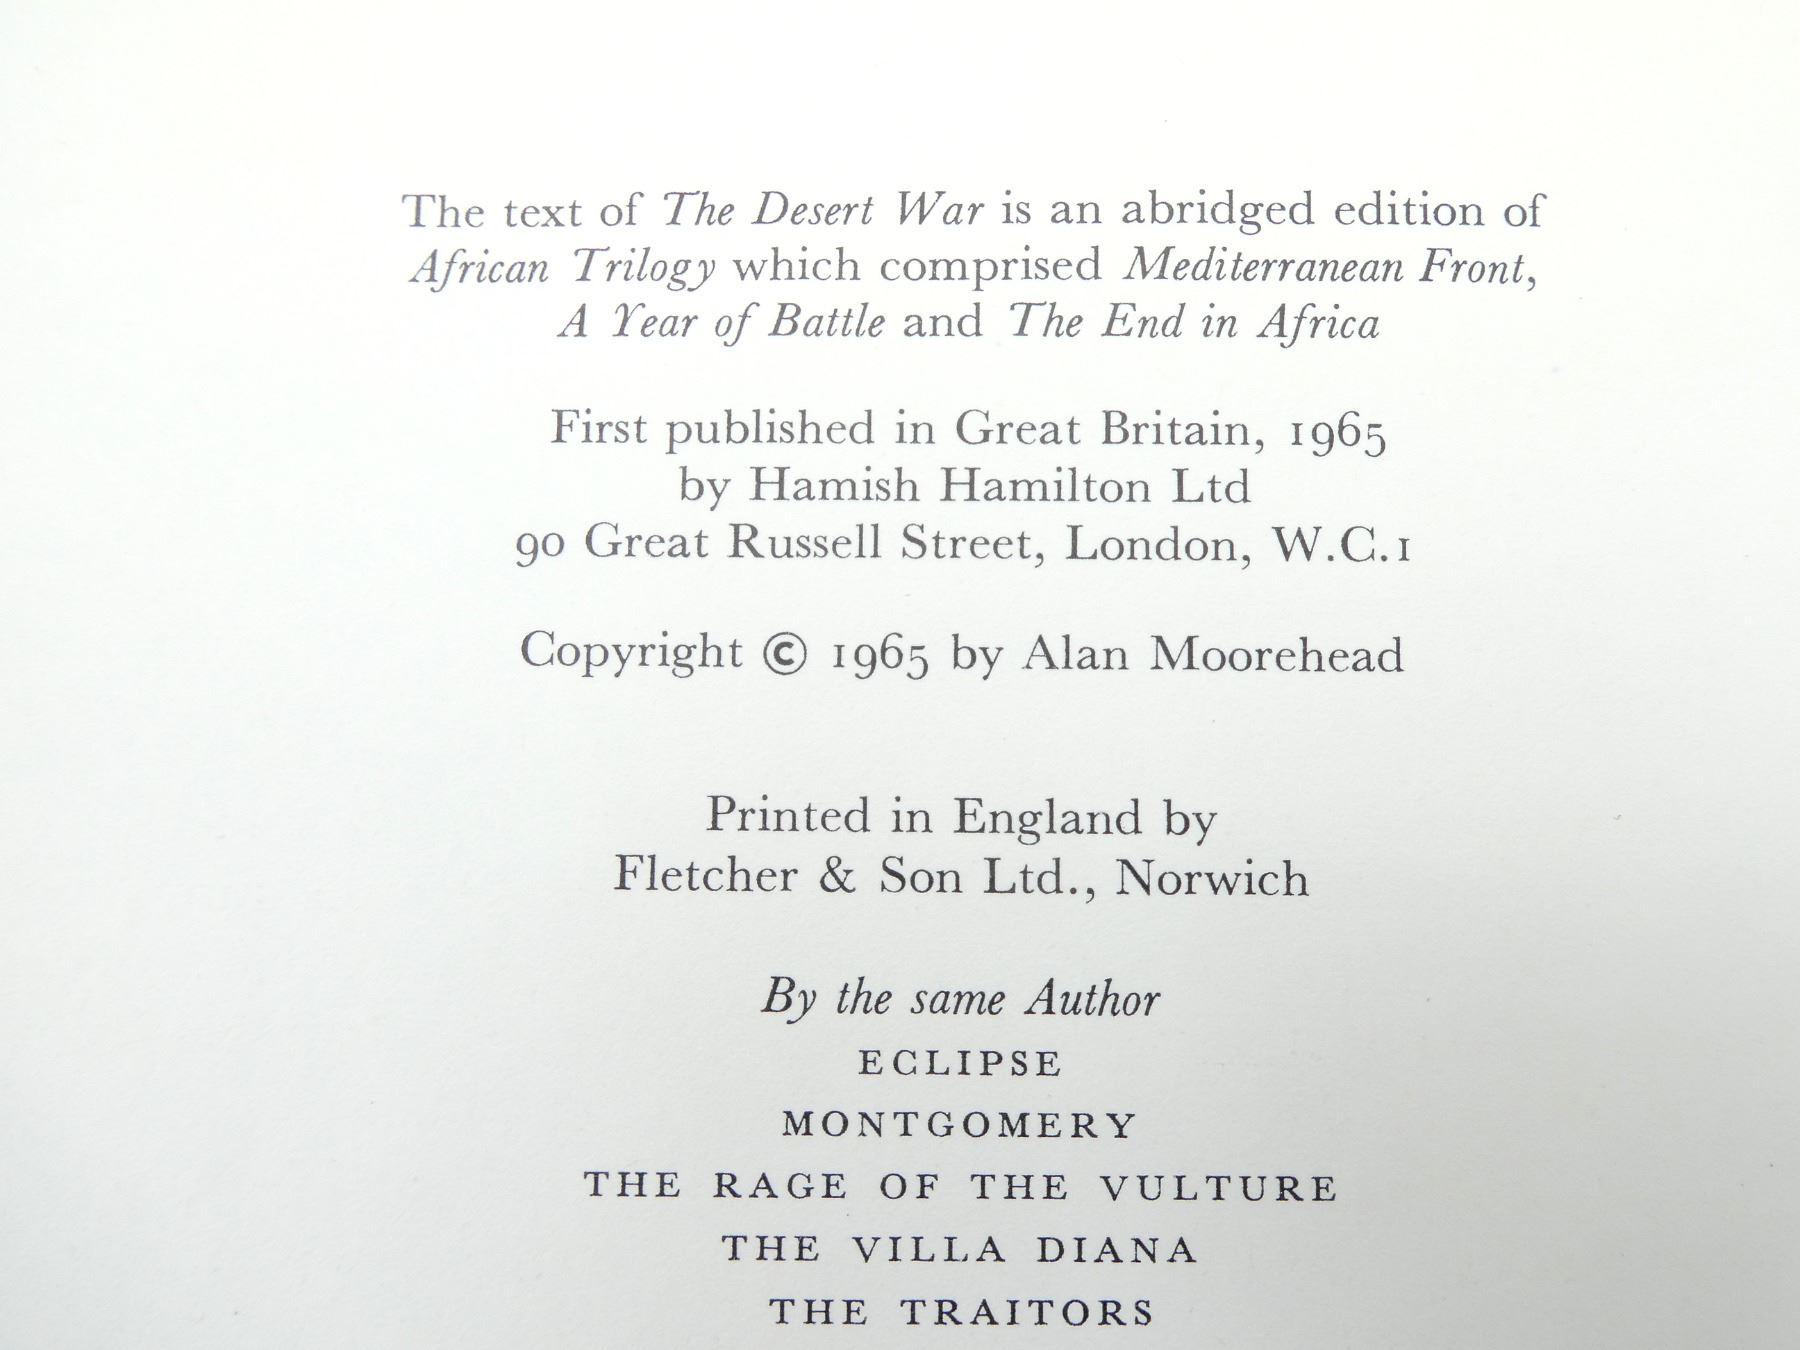 The text of The Desert War is an abridged edition of
African Trilogy which comprised Mediterranean Front,
A Year of Battle and The End in Africa
First published in Great Britain, 1965
by Hamish Hamilton Ltd
90 Great Russell Street, London, W.C.1
Copyright © 1965 by Alan Moorehead
Printed in England by
Fletcher & Son Ltd., Norwich
By the same Author
ECLIPSE
MONTGOMERY
THE RAGE OF THE VULTURE
THE VILLA DIANA
THE TRAITORS